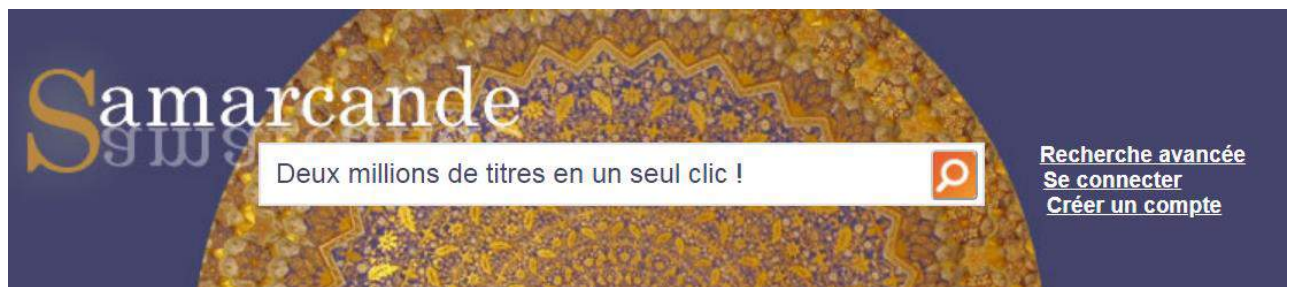 Samarcande
Deux millions de titres en un seul clic !
Recherche avancée
Se connecter
Créer un compte